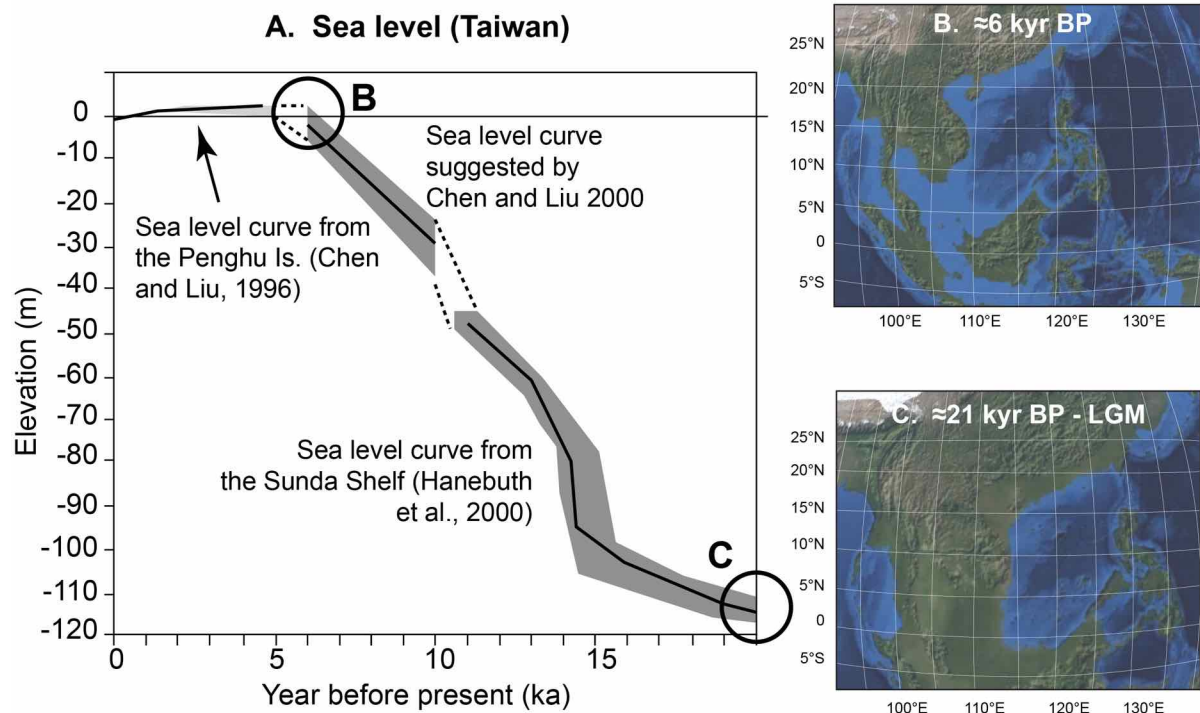 A. Sea level (Taiwan)
0
-10
-20
-30
-40
-50
-60
-70
-80
-90
-100
-110
-120
Elevation (m)
B
Sea level curve
suggested by
Chen and Liu 2000
Sea level curve from
the Penghu Is. (Chen
and Liu, 1996)
Sea level curve from
the Sunda Shelf (Hanebuth
et al., 2000)
C
0
5
10
15
Year before present (ka)
B. ≈6 kyr BP
25°N
20°N
15°N
10°N
5°N
0
5°S
100°E 110°E 120°E 130°E
C. ≈21 kyr BP - LGM
25°N
20°N
15°N
10°N
5°N
0
5°S
100°E 110°E 120°E 130°E